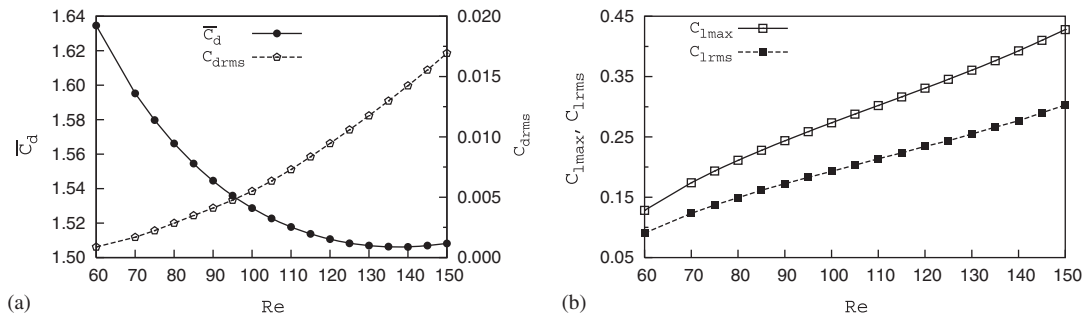 1.64
1.62
1.60
1.58
1.56
1.54
1.52
1.50
C̅d
C̅d
Cdrms
0.020
0.015
0.010
0.005
0.000
Cdrms
60 70 80 90 100 110 120 130 140 150
Re
(a)
0.45
0.35
0.25
0.15
0.05
Clmax, Clrms
Clmax
Clrms
60 70 80 90 100 110 120 130 140 150
Re
(b)